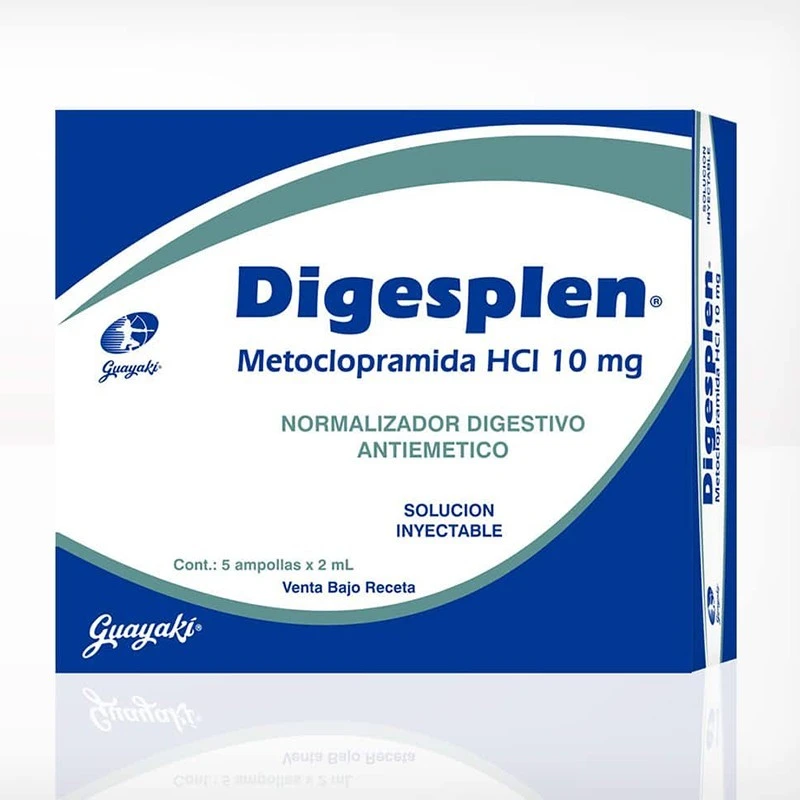 Digesplen®
Metoclopramida HCl 10 mg
Guayakí®
NORMALIZADOR DIGESTIVO
ANTIEMETICO
SOLUCION
INYECTABLE
Cont.: 5 ampollas x 2 mL
Venta Bajo Receta
Guayakí®
SOLUCION
INYECTABLE
Digesplen®
Metoclopramida HCl 10 mg
Guayakí